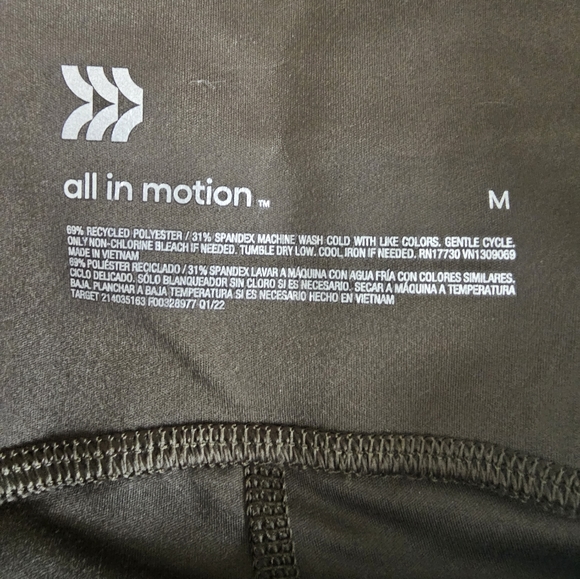 all in motion™
M
69% RECYCLED POLYESTER / 31% SPANDEX MACHINE WASH COLD WITH LIKE COLORS. GENTLE CYCLE.
ONLY NON-CHLORINE BLEACH IF NEEDED. TUMBLE DRY LOW. COOL IRON IF NEEDED. RN17730 VN1309069
MADE IN VIETNAM
69% POLIÉSTER RECICLADO / 31% SPANDEX LAVAR A MÁQUINA CON AGUA FRÍA CON COLORES SIMILARES.
CICLO DELICADO. SÓLO BLANQUEADOR SIN CLORO SI ES NECESARIO. SECAR A MÁQUINA A TEMPERATURA
BAJA. PLANCHAR A BAJA TEMPERATURA SI ES NECESARIO HECHO EN VIETNAM
TARGET 214035163 R00328977 Q1/22